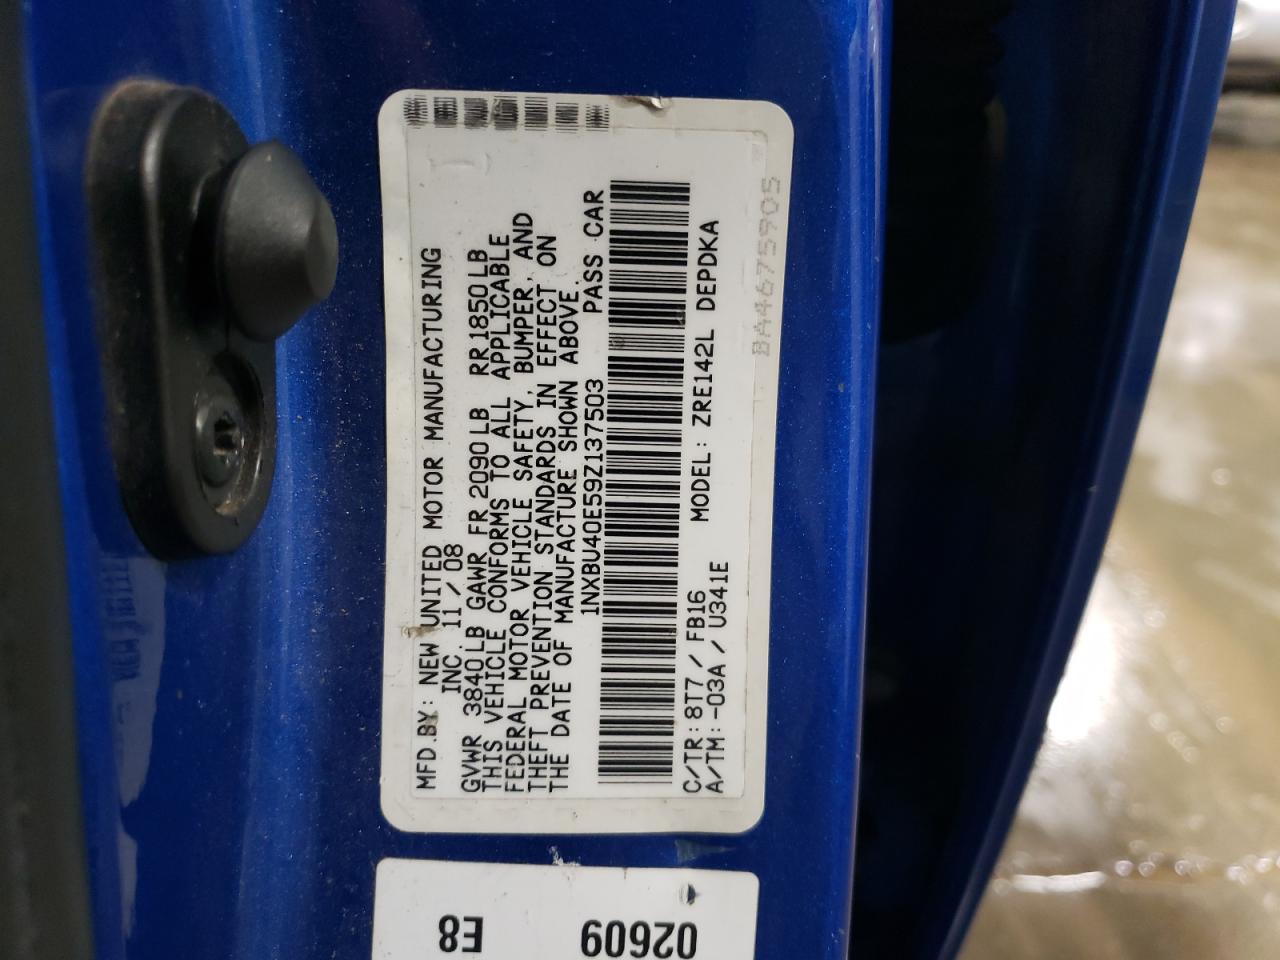 MFD.BY: NEW UNITED MOTOR MANUFACTURING
INC. 11/08
GVWR 3840LB GAWR FR 2090LB RR 1850LB
THIS VEHICLE CONFORMS TO ALL APPLICABLE
FEDERAL MOTOR VEHICLE SAFETY, BUMPER, AND
THEFT PREVENTION STANDARDS IN EFFECT ON
THE DATE OF MANUFACTURE SHOWN ABOVE.
1NXBU40E59Z137503 PASS CAR
MODEL: ZRE142L DEPDKA
C/TR: 8T7 / FB16
A/TM: -03A / U341E
BA4675905
E8
02609